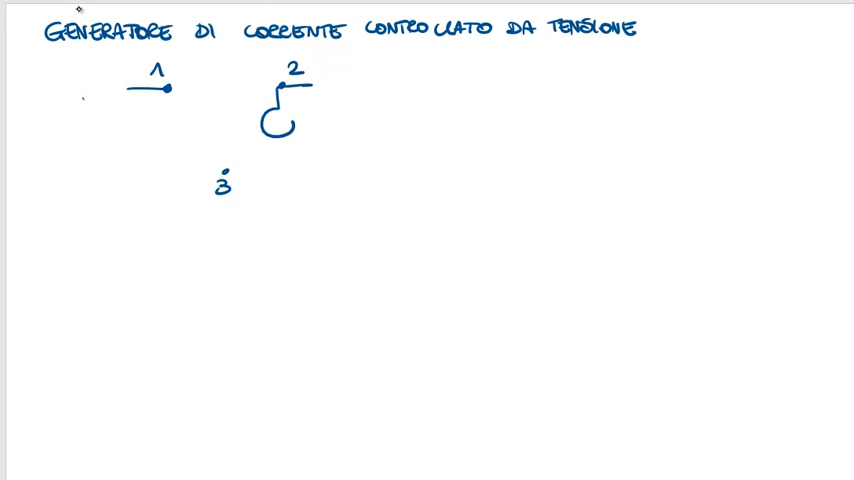 GENERATORE DI CORRENTE CONTROLLATO DA TENSIONE
1 2
3